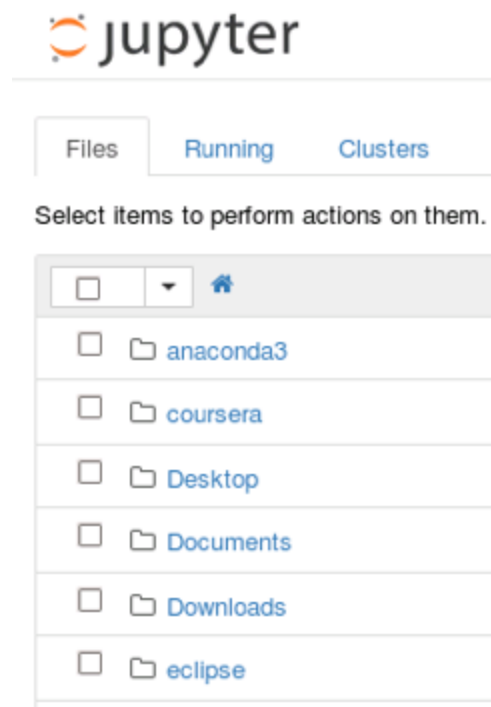 jupyter
Files Running Clusters
Select items to perform actions on them.
anaconda3
coursera
Desktop
Documents
Downloads
eclipse